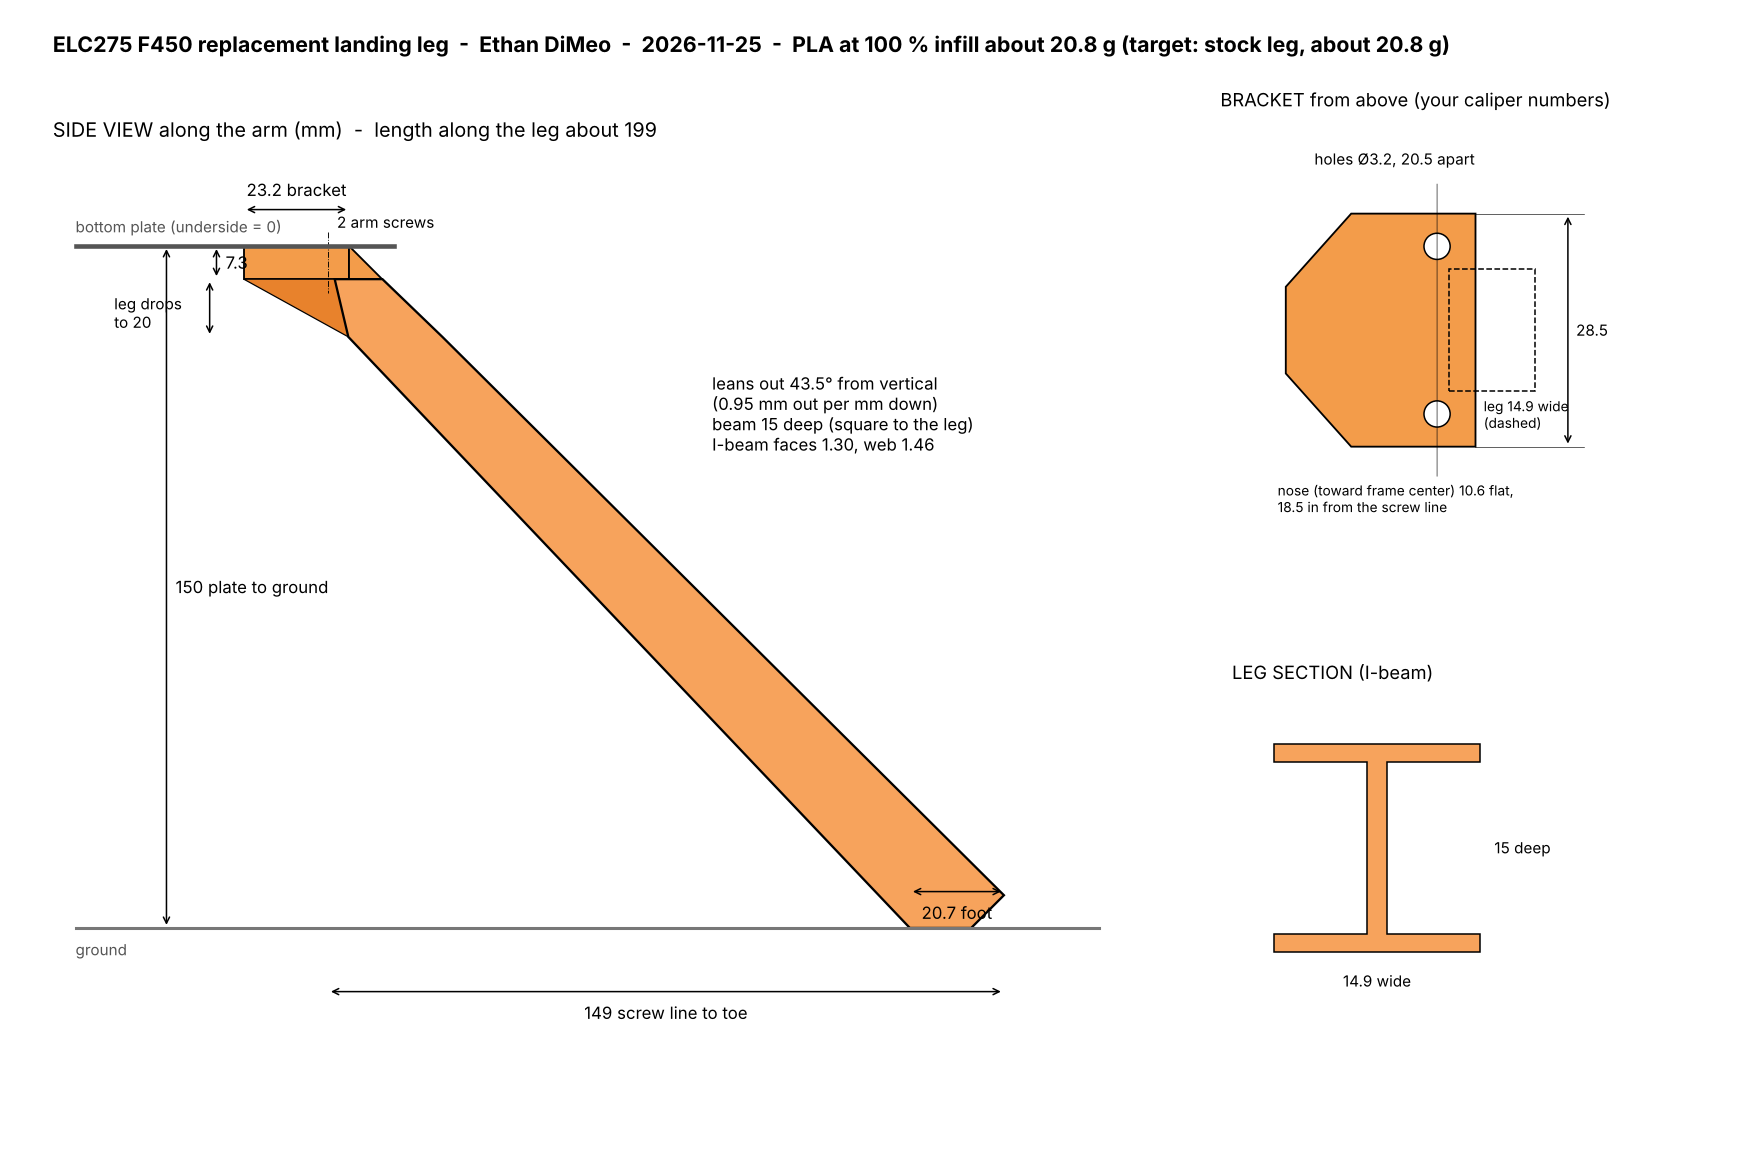 ELC275 F450 replacement landing leg - Ethan DiMeo - 2026-11-25 - PLA at 100 % infill about 20.8 g (target: stock leg, about 20.8 g)
SIDE VIEW along the arm (mm) - length along the leg about 199
23.2 bracket
2 arm screws
bottom plate (underside = 0)
7.3
leg drops
to 20
leans out 43.5° from vertical
(0.95 mm out per mm down)
beam 15 deep (square to the leg)
I-beam faces 1.30, web 1.46
150 plate to ground
20.7 foot
ground
149 screw line to toe
BRACKET from above (your caliper numbers)
holes Ø3.2, 20.5 apart
28.5
leg 14.9 wide
(dashed)
nose (toward frame center) 10.6 flat,
18.5 in from the screw line
LEG SECTION (I-beam)
15 deep
14.9 wide